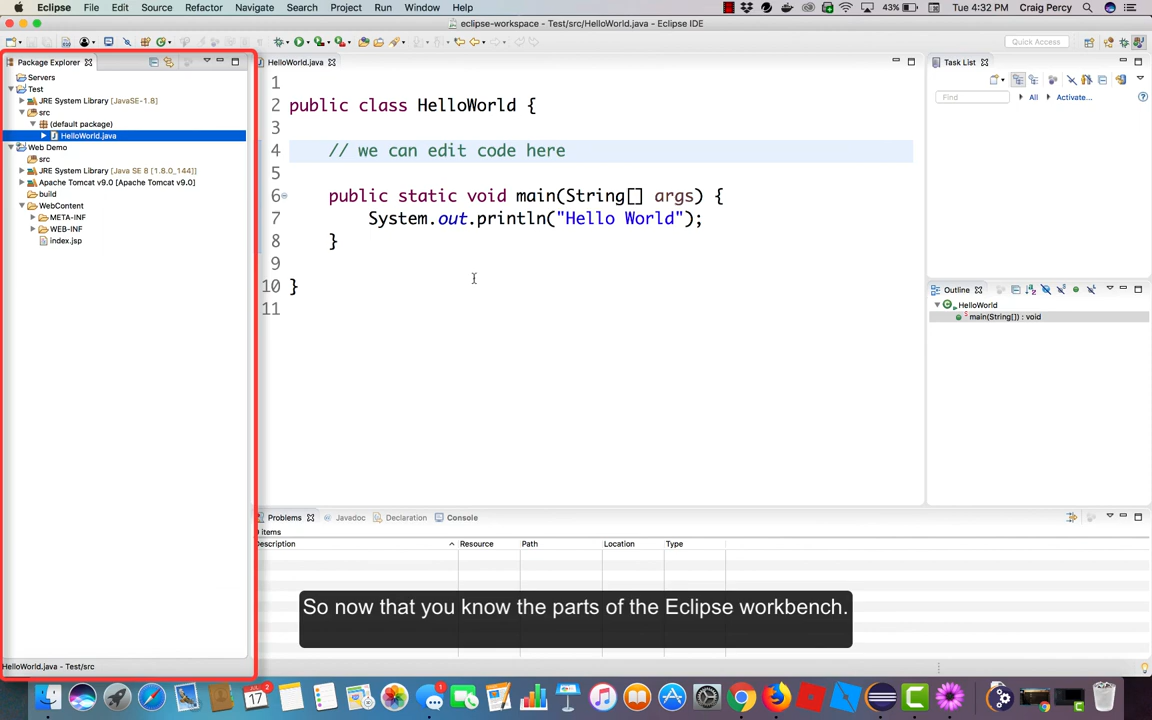 Eclipse File Edit Source Refactor Navigate Search Project Run Window Help 43% Tue 4:32 PM Craig Percy
eclipse-workspace - Test/src/HelloWorld.java - Eclipse IDE
Quick Access
Package Explorer
Servers
Test
JRE System Library [JavaSE-1.8]
src
(default package)
HelloWorld.java
Web Demo
src
JRE System Library [Java SE 8 [1.8.0_144]]
Apache Tomcat v9.0 [Apache Tomcat v9.0]
build
WebContent
META-INF
WEB-INF
index.jsp
HelloWorld.java
1
2 public class HelloWorld {
3
4 // we can edit code here
5
6 public static void main(String[] args) {
7 System.out.println("Hello World");
8 }
9
10 }
11
Task List
Find All Activate...
Outline
HelloWorld
main(String[]) : void
Problems Javadoc Declaration Console
items
Description Resource Path Location Type
So now that you know the parts of the Eclipse workbench.
HelloWorld.java - Test/src
17 2
1